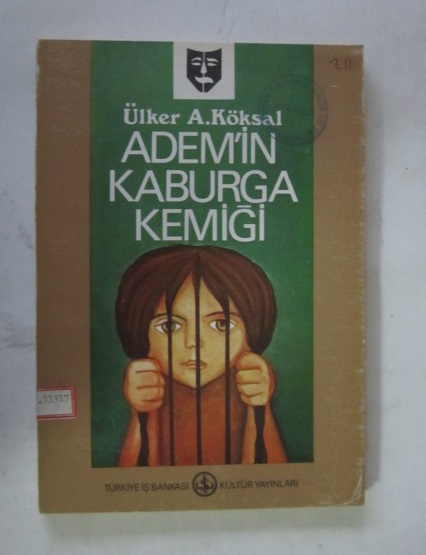 Ülker A.Köksal
ADEM'İN
KABURGA
KEMİĞİ
TÜRKİYE İŞ BANKASI KÜLTÜR YAYINLARI